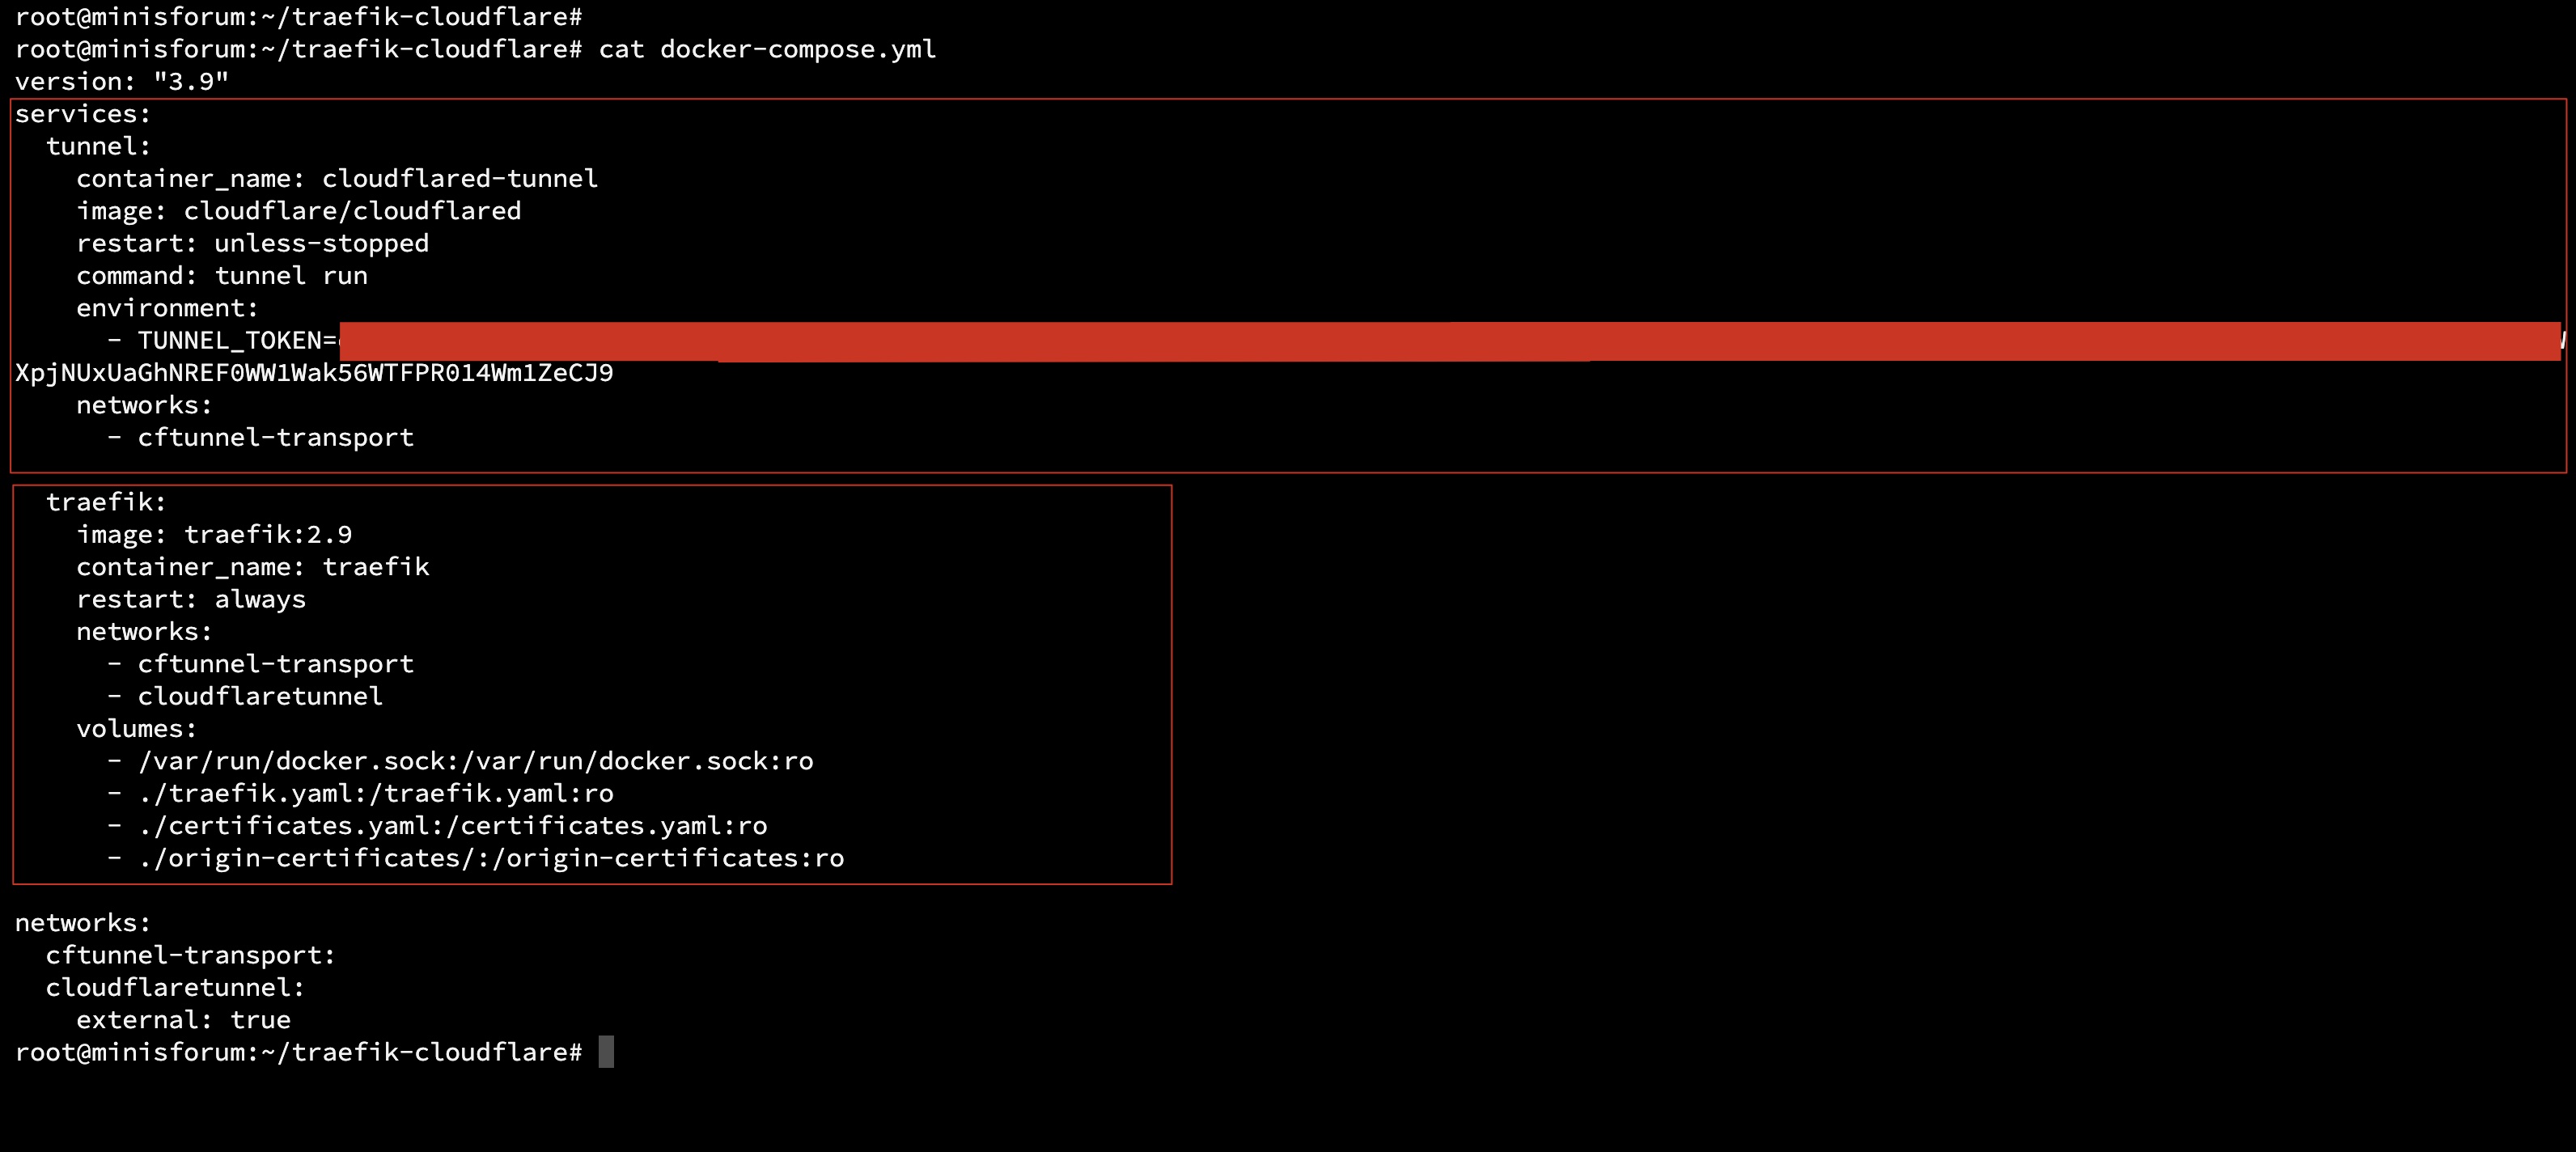 root@minisforum:~/traefik-cloudflare#
root@minisforum:~/traefik-cloudflare# cat docker-compose.yml
version: "3.9"
services:
  tunnel:
    container_name: cloudflared-tunnel
    image: cloudflare/cloudflared
    restart: unless-stopped
    command: tunnel run
    environment:
      - TUNNEL_TOKEN=
XpjNUxUaGhNREF0WW1Wak56WTFPR014Wm1ZeCJ9
    networks:
      - cftunnel-transport
  traefik:
    image: traefik:2.9
    container_name: traefik
    restart: always
    networks:
      - cftunnel-transport
      - cloudflaretunnel
    volumes:
      - /var/run/docker.sock:/var/run/docker.sock:ro
      - ./traefik.yaml:/traefik.yaml:ro
      - ./certificates.yaml:/certificates.yaml:ro
      - ./origin-certificates/:/origin-certificates:ro
networks:
  cftunnel-transport:
  cloudflaretunnel:
    external: true
root@minisforum:~/traefik-cloudflare#